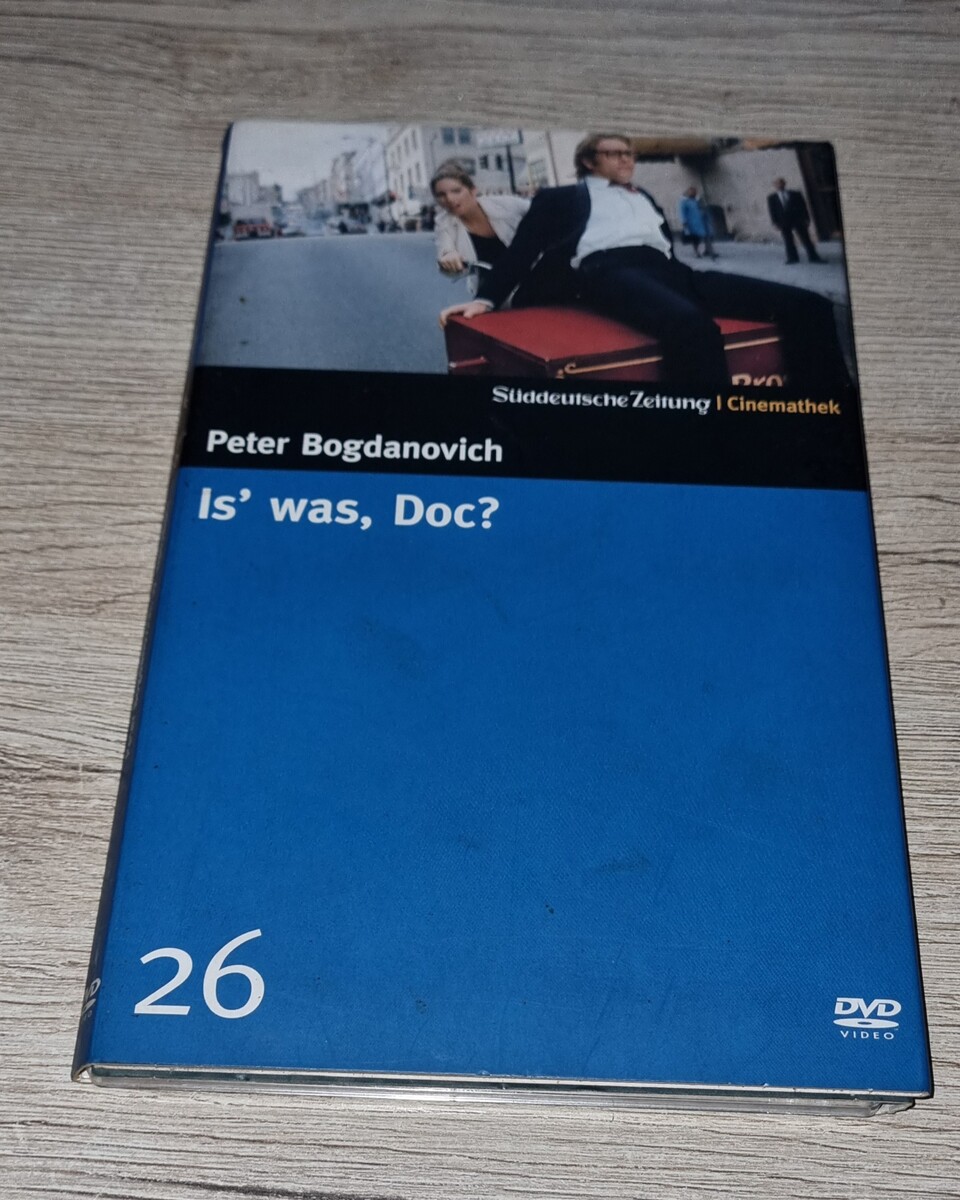 Süddeutsche Zeitung | Cinemathek
Peter Bogdanovich
Is' was, Doc?
26
DVD
VIDEO